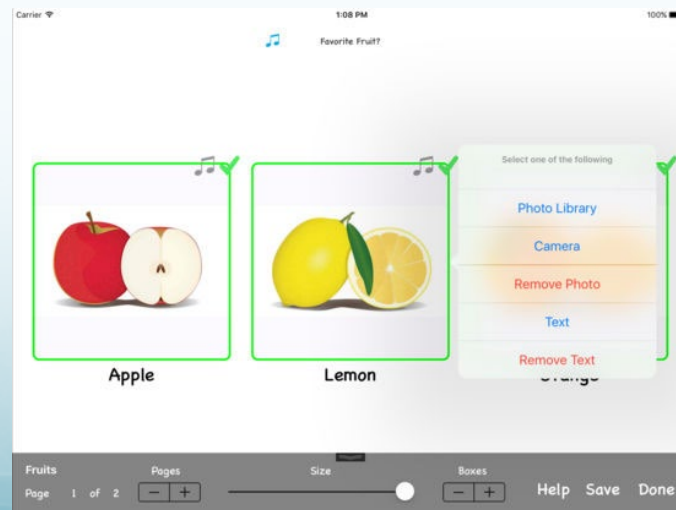 Carrier 1:08 PM 100%
Favorite Fruit?
Select one of the following
Photo Library
Camera
Remove Photo
Text
Remove Text
Apple Lemon
Fruits Pages Size Boxes
Page 1 of 2 − + − + Help Save Done